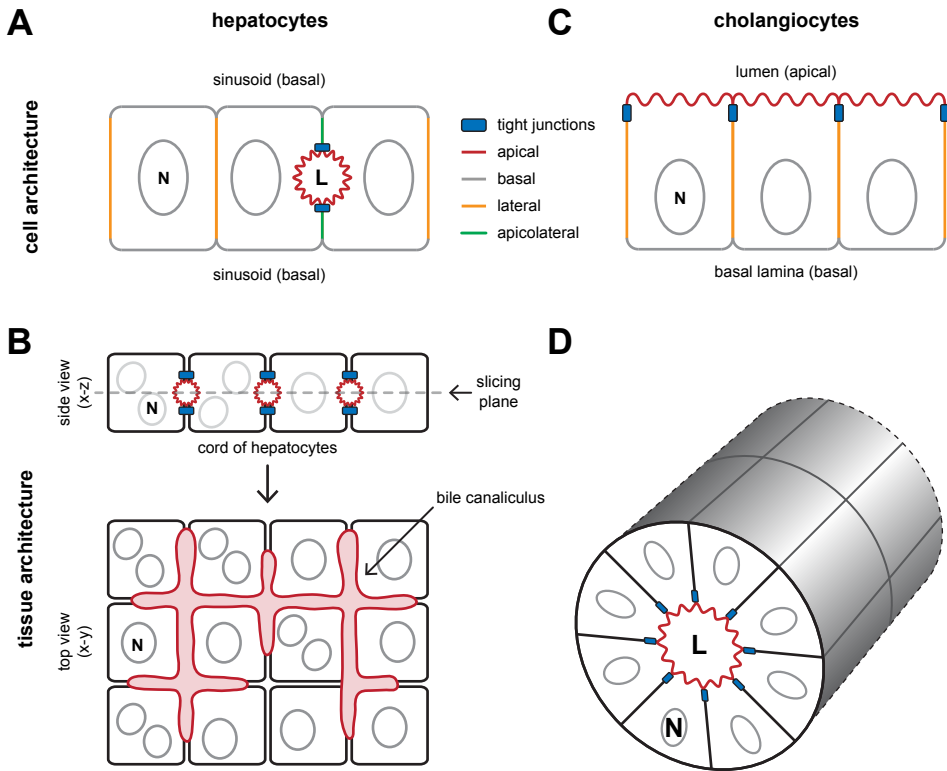 A
hepatocytes
sinusoid (basal)
N
L
sinusoid (basal)
cell architecture
tight junctions
apical
basal
lateral
apicolateral
C
cholangiocytes
lumen (apical)
N
basal lamina (basal)
B
side view
(x-z)
N
slicing
plane
cord of hepatocytes
bile canaliculus
tissue architecture
top view
(x-y)
N
D
L
N